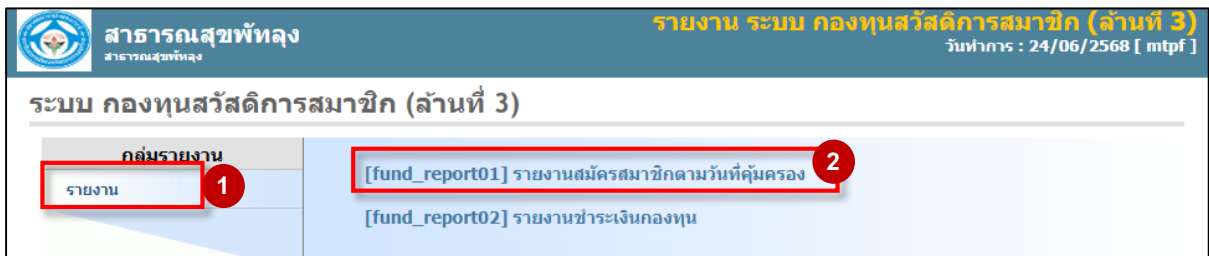 สาธารณสุขพัทลุง
สาธารณสุขพัทลุง
รายงาน ระบบ กองทุนสวัสดิการสมาชิก (ล้านที่ 3)
วันทำการ : 24/06/2568 [ mtpf ]
ระบบ กองทุนสวัสดิการสมาชิก (ล้านที่ 3)
กลุ่มรายงาน
รายงาน
1
[fund_report01] รายงานสมัครสมาชิกตามวันที่คุ้มครอง
2
[fund_report02] รายงานชำระเงินกองทุน